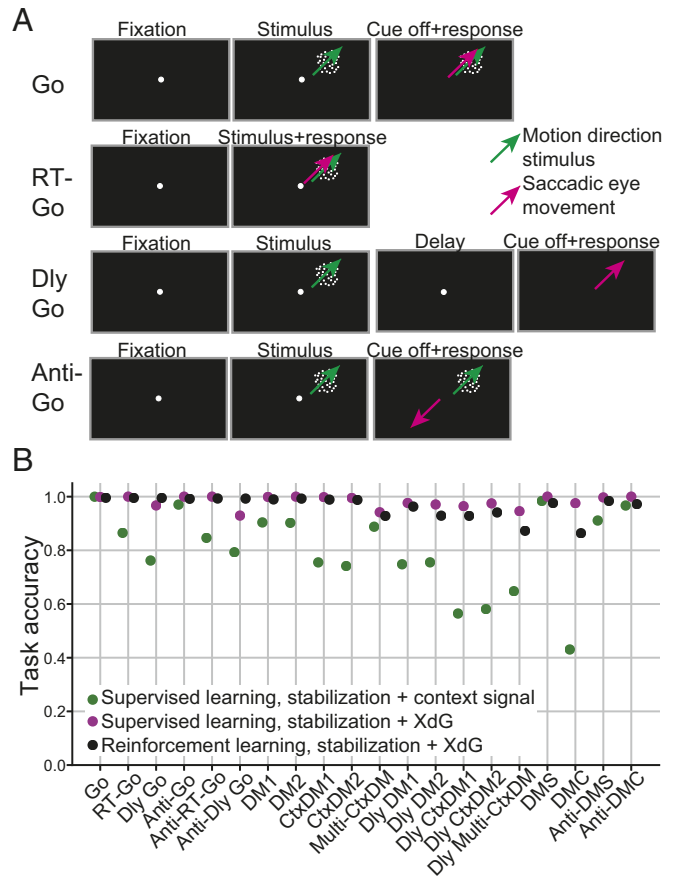 A
Fixation Stimulus Cue off+response
Go
Fixation Stimulus+response
RT-
Go
Motion direction
stimulus
Saccadic eye
movement
Fixation Stimulus Delay Cue off+response
Dly
Go
Fixation Stimulus Cue off+response
Anti-
Go
B
Task accuracy
1.0
0.8
0.6
0.4
0.2
0.0
Supervised learning, stabilization + context signal
Supervised learning, stabilization + XdG
Reinforcement learning, stabilization + XdG
Go
RT-Go
Dly Go
Anti-Go
Anti-RT-Go
Anti-Dly Go
DM1
DM2
CtxDM1
CtxDM2
Multi-CtxDM
Dly DM1
Dly DM2
Dly CtxDM1
Dly CtxDM2
Dly Multi-CtxDM
DMS
DMC
Anti-DMS
Anti-DMC